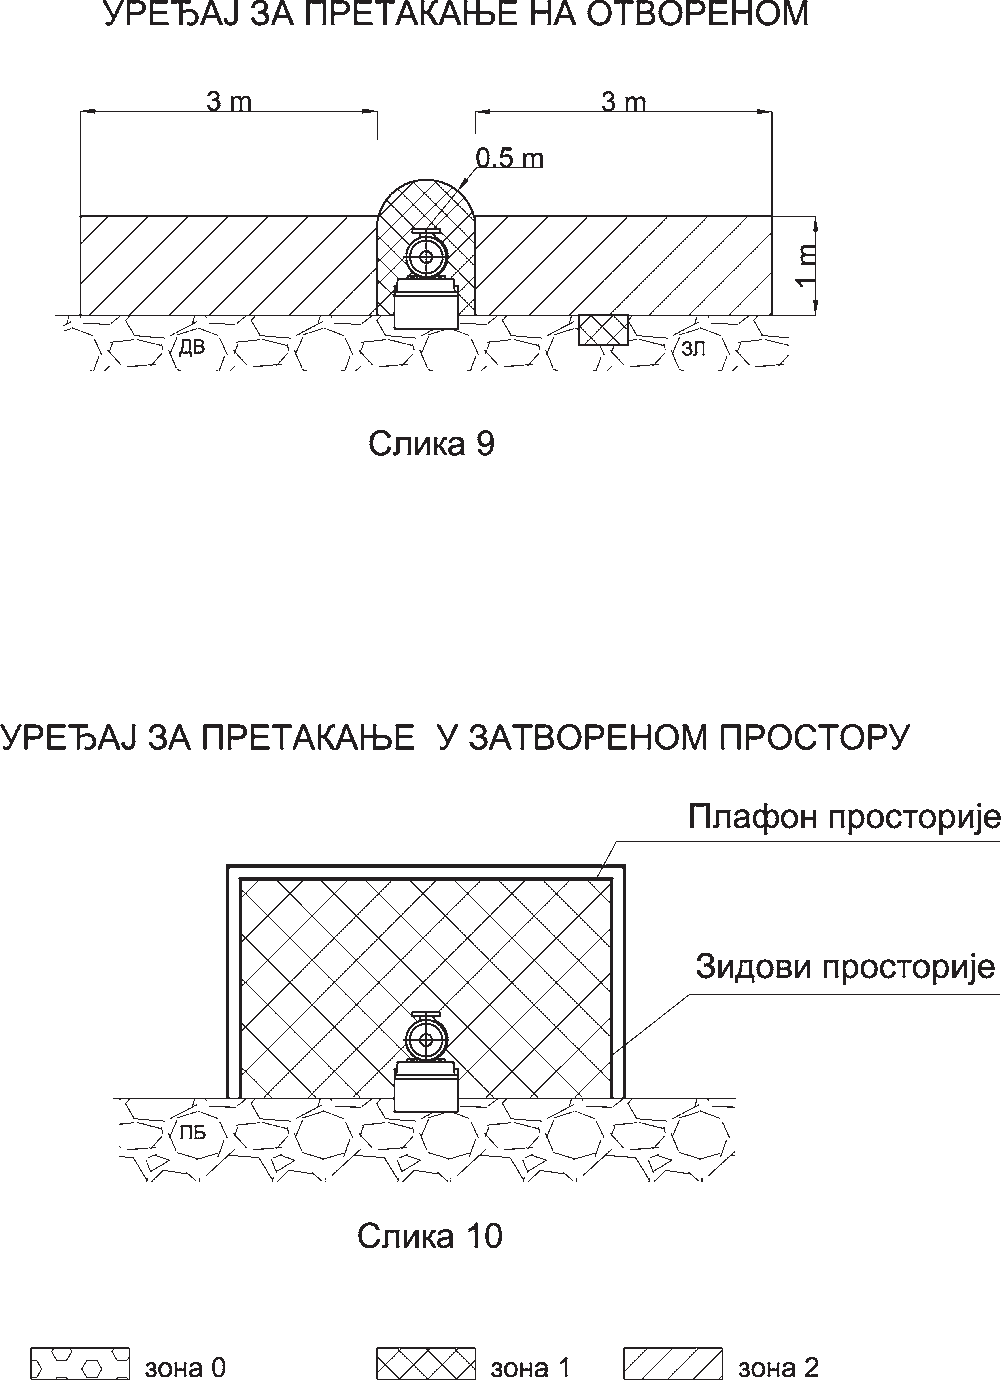 УРЕЂАЈ ЗА ПРЕТАКАЊЕ НА ОТВОРЕНОМ
3 m
3 m
0.5 m
1 m
ДВ
ЗЛ
Слика 9
УРЕЂАЈ ЗА ПРЕТАКАЊЕ У ЗАТВОРЕНОМ ПРОСТОРУ
Плафон просторије
Зидови просторије
ПБ
Слика 10
зона 0
зона 1
зона 2